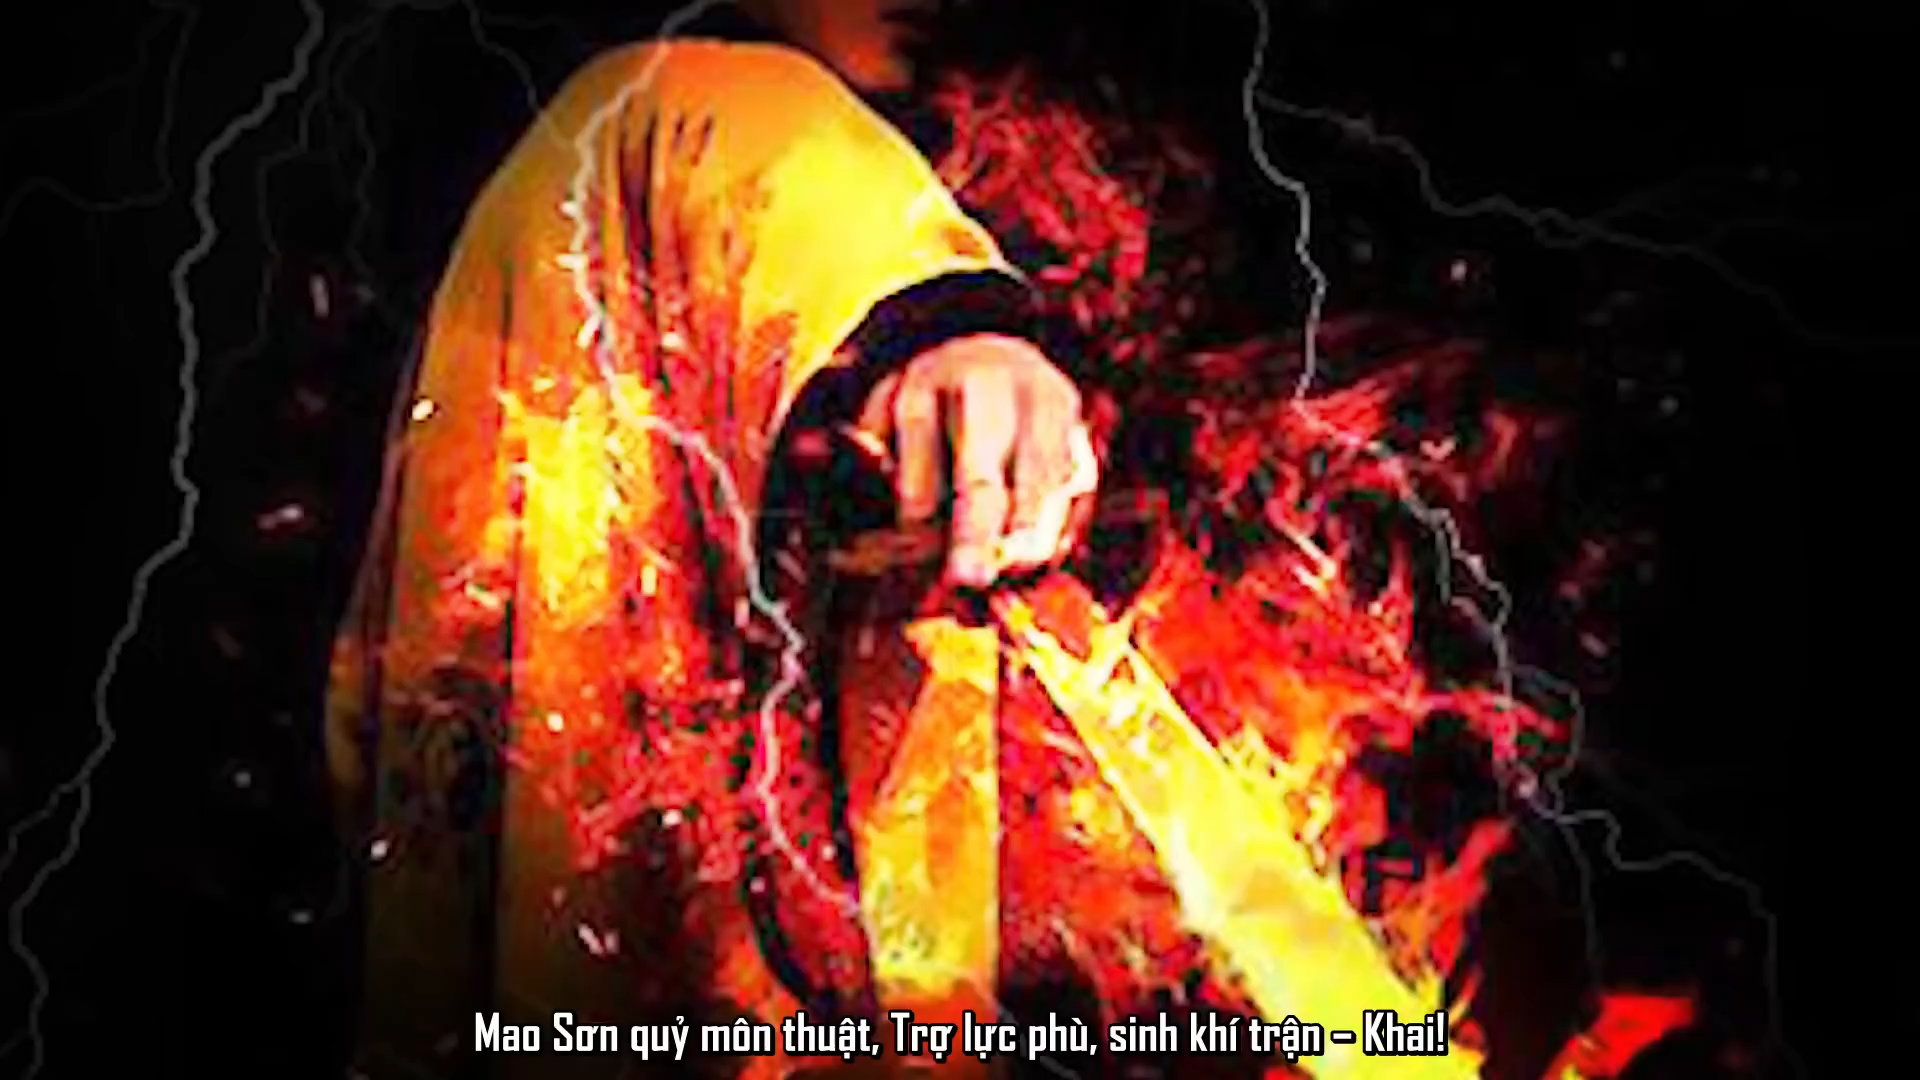 Mao Sơn quỷ môn thuật, Trợ lực phù, sinh khí trận – Khai!